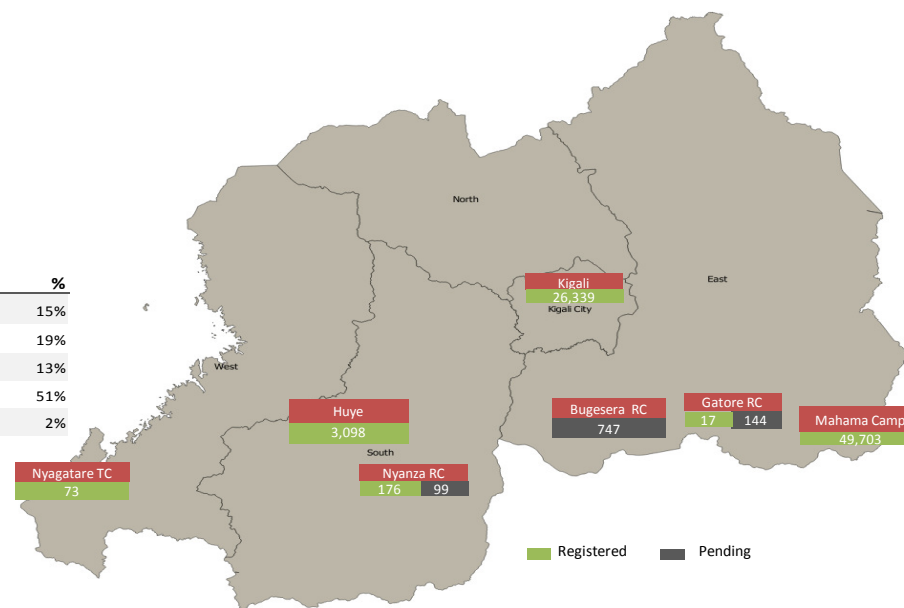 North
%
Kigali
East
26,339
15%
Kigali City
19%
West
13%
51%
Gatore RC
Huye
Bugesera RC
17 144
Mahama Camp
2%
3,098
747
49,703
South
Nyagatare TC
Nyanza RC
73
176 99
Registered Pending